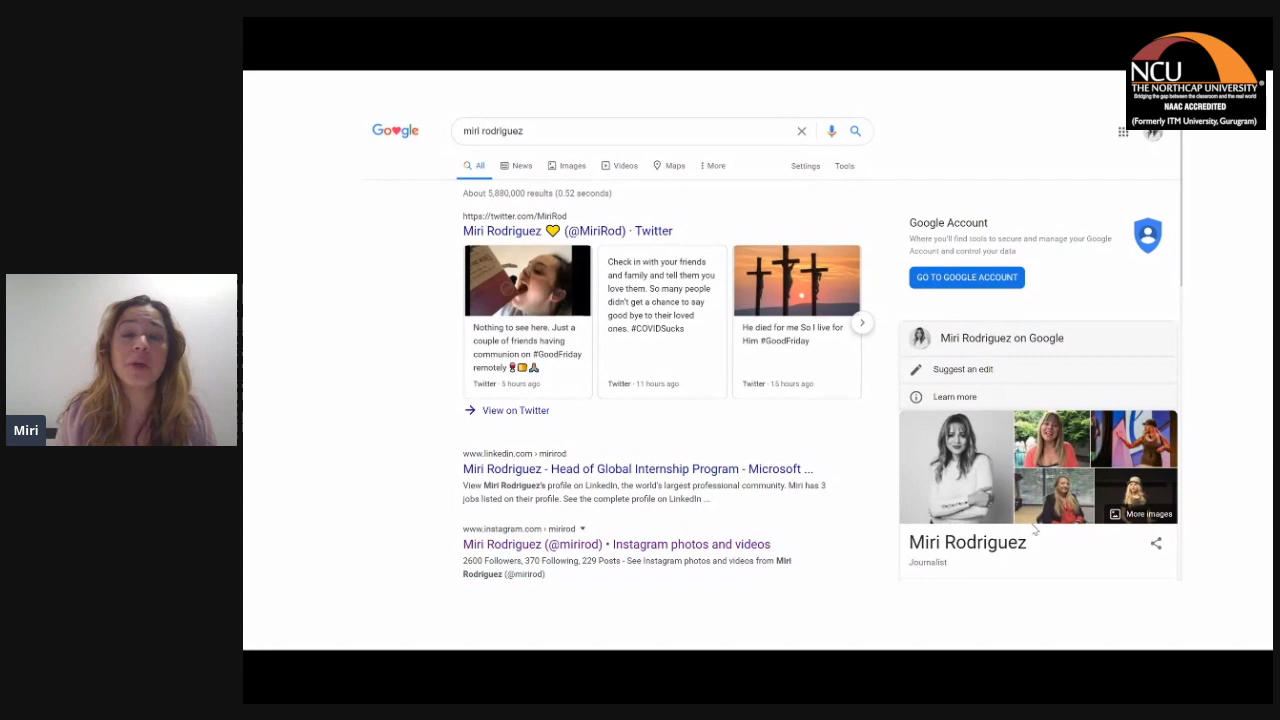 NCU
THE NORTHCAP UNIVERSITY
Bridging the gap between the classroom and the real world
NAAC ACCREDITED
(Formerly ITM University, Gurugram)
Google
miri rodriguez
All
News
Images
Videos
Maps
More
Settings
Tools
About 5,880,000 results (0.52 seconds)
https://twitter.com/MiriRod
Miri Rodriguez 💛 (@MiriRod) · Twitter
Nothing to see here. Just a
couple of friends having
communion on #GoodFriday
remotely
Twitter · 5 hours ago
Check in with your friends
and family and tell them you
love them. So many people
didn't get a chance to say
good bye to their loved
ones. #COVIDSucks
Twitter · 11 hours ago
He died for me So I live for
Him #GoodFriday
Twitter · 15 hours ago
View on Twitter
www.linkedin.com › mirirod
Miri Rodriguez - Head of Global Internship Program - Microsoft ...
View Miri Rodriguez's profile on LinkedIn, the world's largest professional community. Miri has 3
jobs listed on their profile. See the complete profile on LinkedIn ...
www.instagram.com › mirirod
Miri Rodriguez (@mirirod) • Instagram photos and videos
2600 Followers, 370 Following, 229 Posts - See Instagram photos and videos from Miri
Rodriguez (@mirirod)
Google Account
Where you'll find tools to secure and manage your Google
Account and control your data
GO TO GOOGLE ACCOUNT
Miri Rodriguez on Google
Suggest an edit
Learn more
More images
Miri Rodriguez
Journalist
Miri